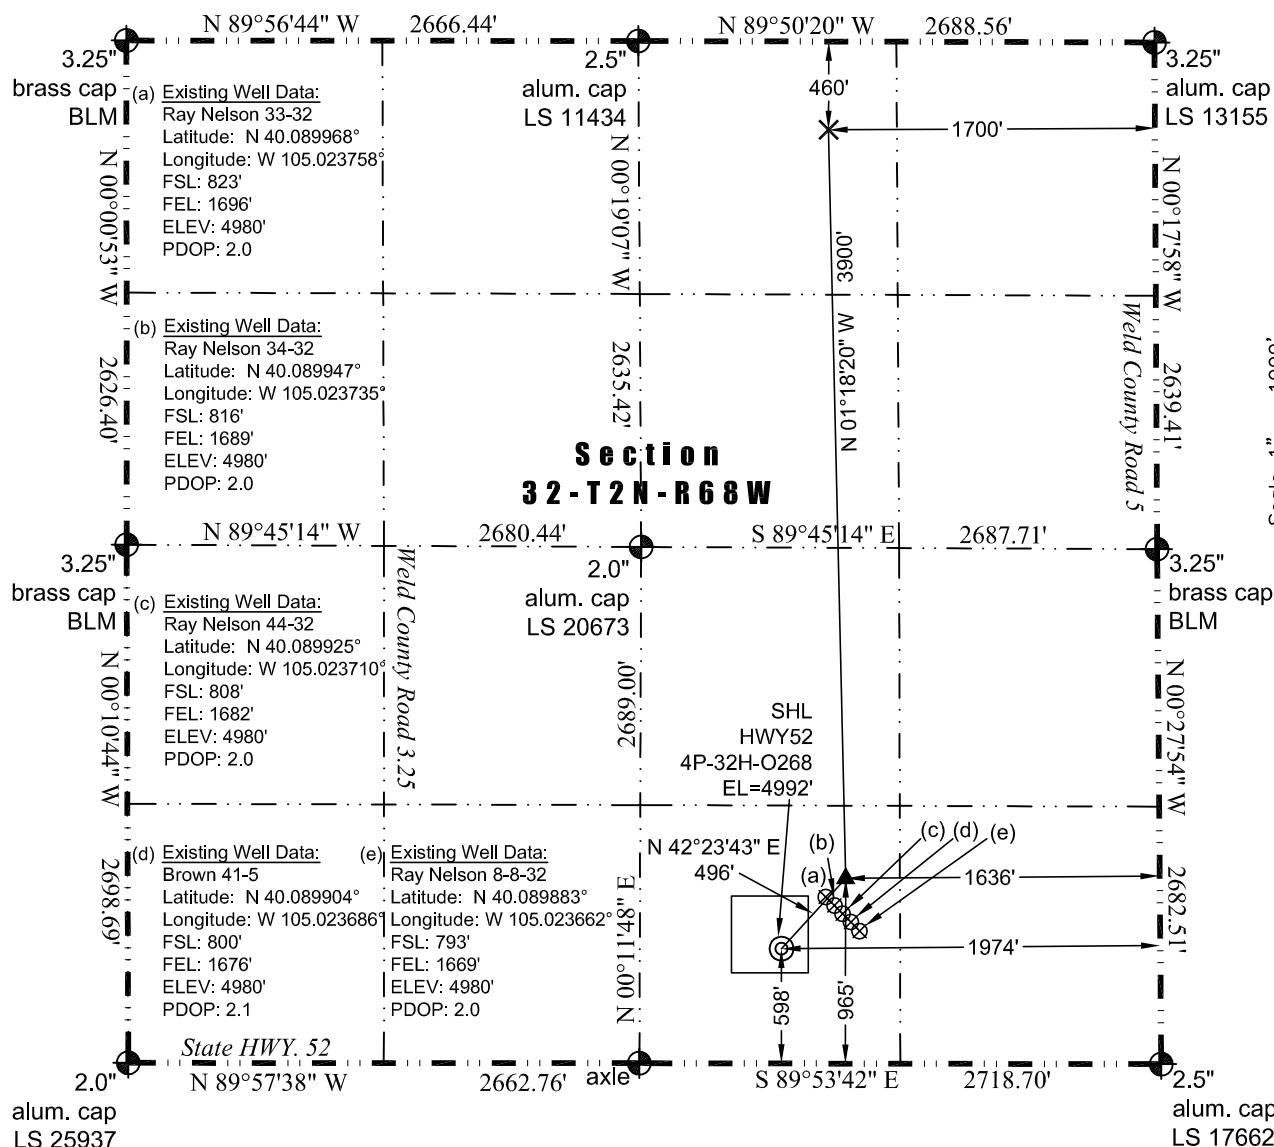 N 89°56'44" W 2666.44' N 89°50'20" W 2688.56'
3.25"
brass cap
BLM
2.5"
alum. cap
LS 11434
460'
1700'
3.25"
alum. cap
LS 13155
(a) Existing Well Data:
Ray Nelson 33-32
Latitude: N 40.089968°
Longitude: W 105.023758°
FSL: 823'
FEL: 1696'
ELEV: 4980'
PDOP: 2.0
N 00°00'53" W 2626.40'
N 00°19'07" W 2635.42'
N 01°18'20" W 3900'
N 00°17'58" W 2639.41'
Weld County Road 5
(b) Existing Well Data:
Ray Nelson 34-32
Latitude: N 40.089947°
Longitude: W 105.023735°
FSL: 816'
FEL: 1689'
ELEV: 4980'
PDOP: 2.0
Section
32-T2N-R68W
N 89°45'14" W 2680.44' S 89°45'14" E 2687.71'
3.25"
brass cap
BLM
2.0"
alum. cap
LS 20673
3.25"
brass cap
BLM
(c) Existing Well Data:
Ray Nelson 44-32
Latitude: N 40.089925°
Longitude: W 105.023710°
FSL: 808'
FEL: 1682'
ELEV: 4980'
PDOP: 2.0
Weld County Road 3.25
N 00°10'44" W 2698.69'
N 00°11'48" E 2989.00'
N 00°27'54" W 2682.51'
SHL
HWY52
4P-32H-O268
EL=4992'
N 42°23'43" E
496'
(a)
(b)
(c) (d) (e)
1636'
1974'
598'
965'
(d) Existing Well Data:
Brown 41-5
Latitude: N 40.089904°
Longitude: W 105.023686°
FSL: 800'
FEL: 1676'
ELEV: 4980'
PDOP: 2.1
(e) Existing Well Data:
Ray Nelson 8-8-32
Latitude: N 40.089883°
Longitude: W 105.023662°
FSL: 793'
FEL: 1669'
ELEV: 4980'
PDOP: 2.0
State HWY. 52
N 89°57'38" W 2662.76' axle S 89°53'42" E 2718.70'
2.0"
alum. cap
LS 25937
2.5"
alum. cap
LS 17662